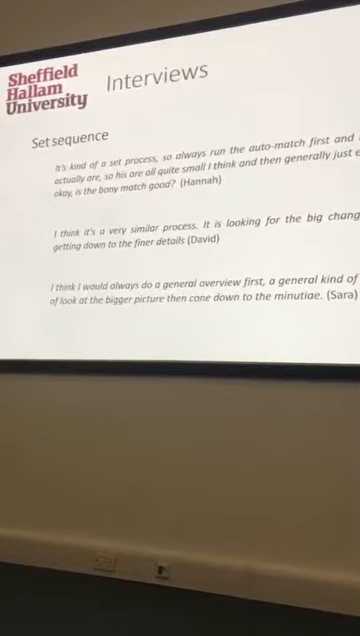 Sheffield
Hallam
University
Interviews
Set sequence
It's kind of a set process, so always run the auto-match first and
actually are, so his are all quite small I think and then generally just
okay, is the bony match good? (Hannah)
I think it's a very similar process. It is looking for the big
getting down to the finer details (David)
I think I would always do a general overview first, a general kind of
of look at the bigger picture then cone down to the minutiae. (Sara)